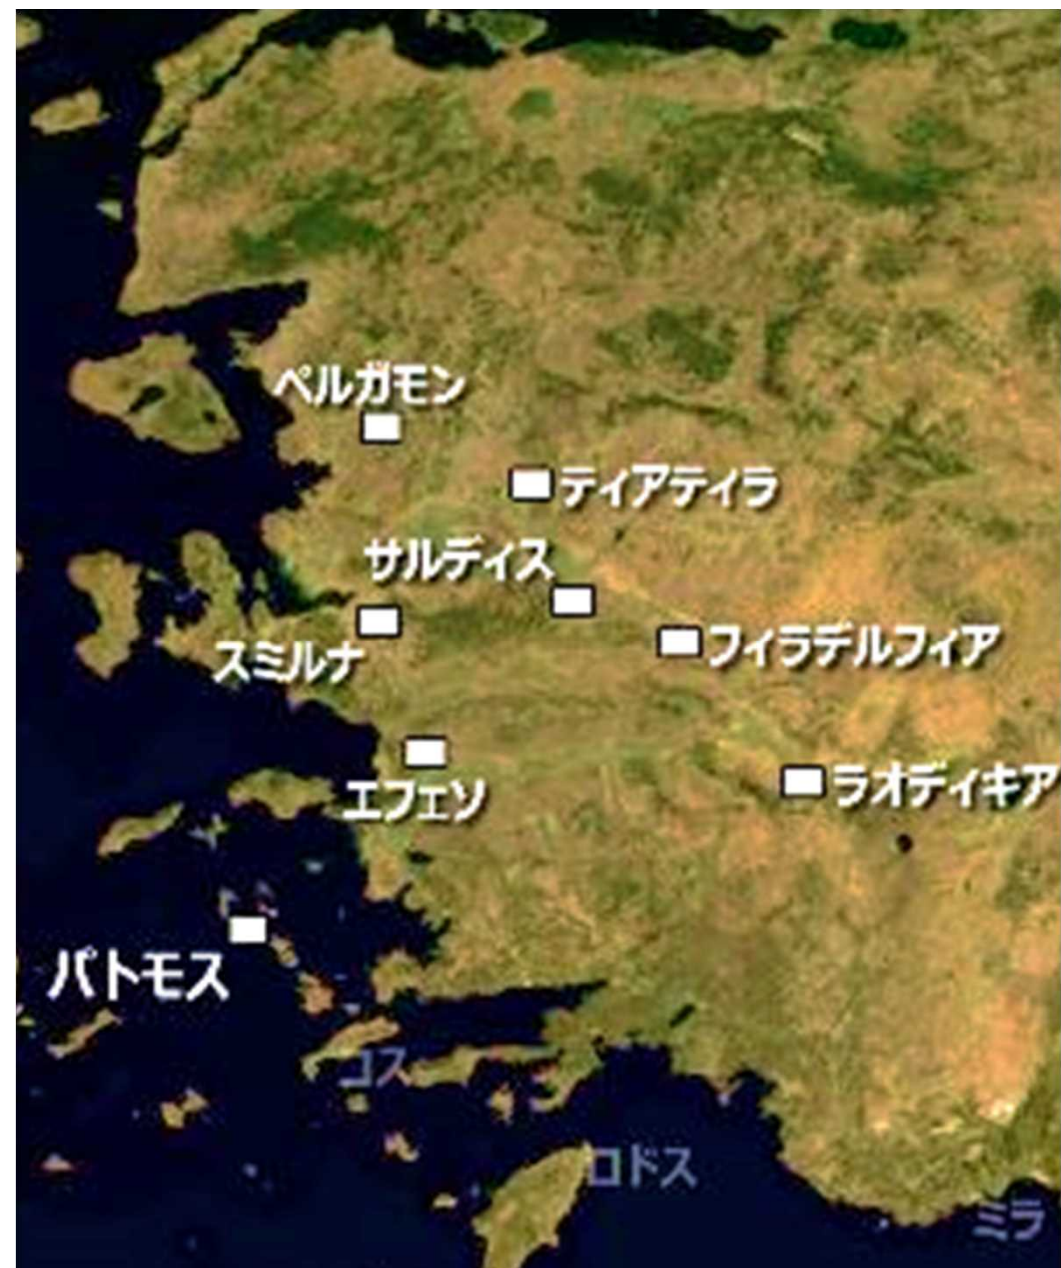 ペルガモン
ティアティラ
サルディス
スミルナ
フィラデルフィア
エフェソ
ラオディキア
パトモス
コス
ロドス
ミラ